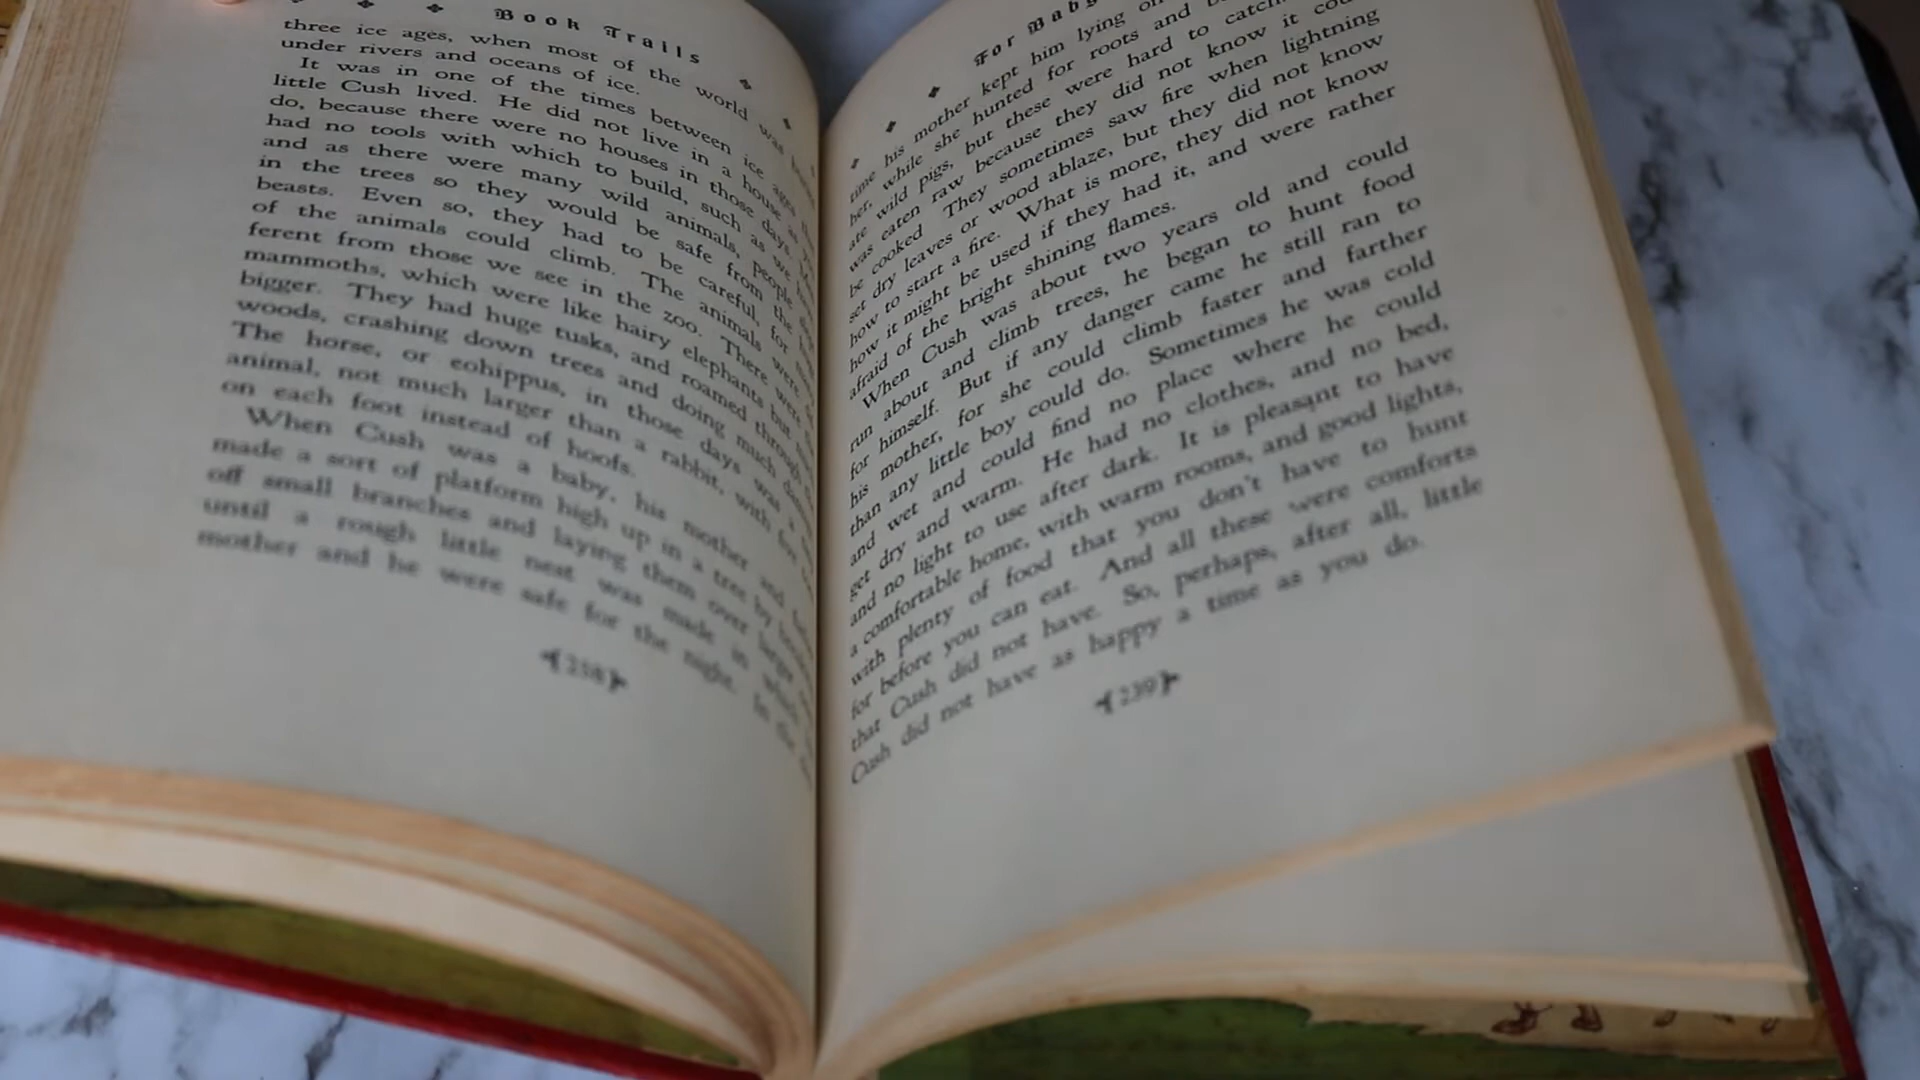 Book Trails
three ice ages, when most of the world was
under rivers and oceans of ice.
It was in one of the times between ice ages
little Cush lived. He did not live in a house as
do, because there were no houses in those days.
had no tools with which to build, such as we
and as there were many wild animals, people
in the trees so they would be safe from the
beasts. Even so, they had to be careful, for
of the animals could climb. The animals were
ferent from those we see in the zoo. There were
mammoths, which were like hairy elephants but
bigger. They had huge tusks, and roamed through
woods, crashing down trees and doing much
The horse, or eohippus, in those days was a
animal, not much larger than a rabbit, with
on each foot instead of hoofs.
When Cush was a baby, his mother
made a sort of platform high up in a tree by
off small branches and laying them over
until a rough little nest was made in which
mother and he were safe for the night. In the
258
For Baby
time his mother kept him lying
her, while she hunted for roots and
ate wild pigs, but these were hard to catch.
was eaten raw because they did not know it
be cooked. They sometimes saw fire when lightning
set dry leaves or wood ablaze, but they did not know
how to start a fire. What is more, they did not know
how it might be used if they had it, and were rather
afraid of the bright shining flames.
When Cush was about two years old and could
run about and climb trees, he began to hunt food
for himself. But if any danger came he still ran to
his mother, for she could climb faster and farther
than any little boy could do. Sometimes he was cold
and wet and could find no place where he could
get dry and warm. He had no clothes, and no bed,
and no light to use after dark. It is pleasant to have
a comfortable home, with warm rooms, and good lights,
with plenty of food that you don't have to hunt
for before you can eat. And all these were comforts
that Cush did not have. So, perhaps, after all, little
Cush did not have as happy a time as you do.
239